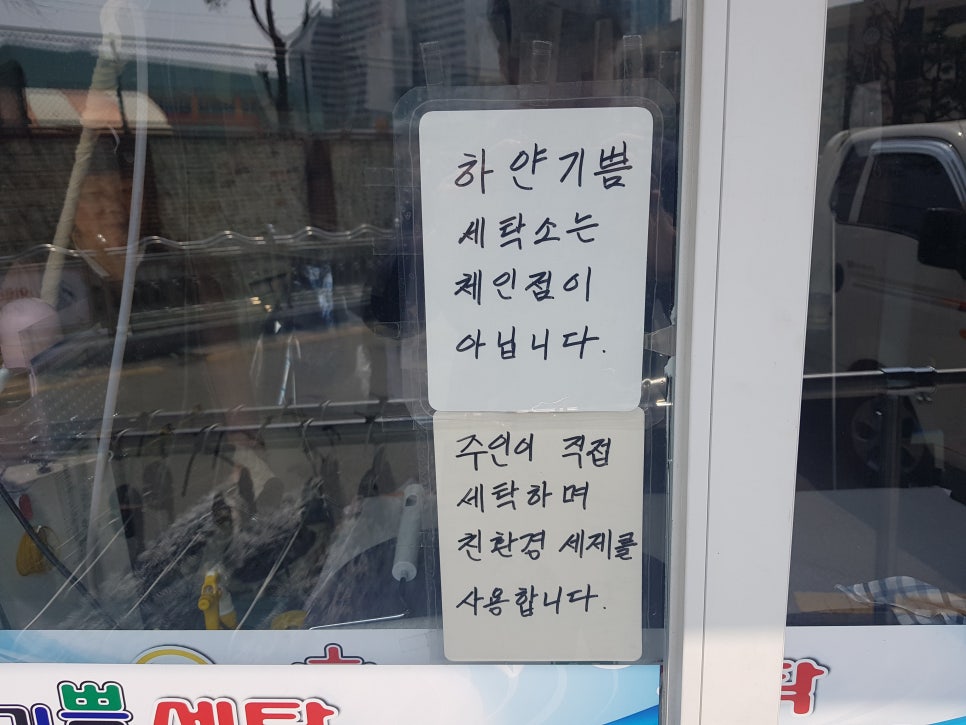 하얀기쁨
세탁소는
체인점이
아닙니다.
주인이 직접
세탁하며
친환경 세제를
사용합니다.
기쁨 세탁